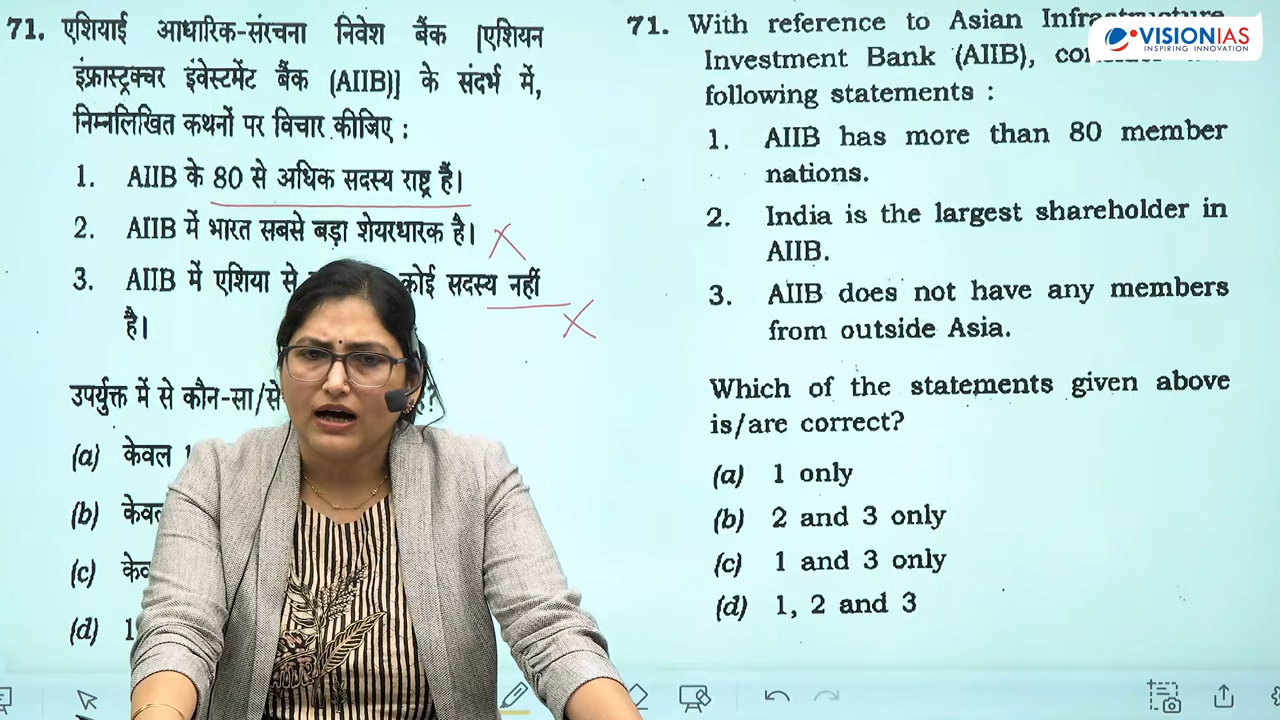 71. एशियाई आधारिक-संरचना निवेश बैंक [एशियन
इंफ्रास्ट्रक्चर इंवेस्टमेंट बैंक (AIIB)] के संदर्भ में,
निम्नलिखित कथनों पर विचार कीजिए :
1. AIIB के 80 से अधिक सदस्य राष्ट्र हैं।
2. AIIB में भारत सबसे बड़ा शेयरधारक है।
3. AIIB में एशिया से कोई सदस्य नहीं
है।
उपर्युक्त में से कौन-सा/से
(a) केवल
(b)
(c)
(d) 1
71. With reference to Asian Infrastructure
Investment Bank (AIIB),
following statements :
1. AIIB has more than 80 member
nations.
2. India is the largest shareholder in
AIIB.
3. AIIB does not have any members
from outside Asia.
Which of the statements given above
is/are correct?
(a) 1 only
(b) 2 and 3 only
(c) 1 and 3 only
(d) 1, 2 and 3
VISIONIAS
INSPIRING INNOVATION